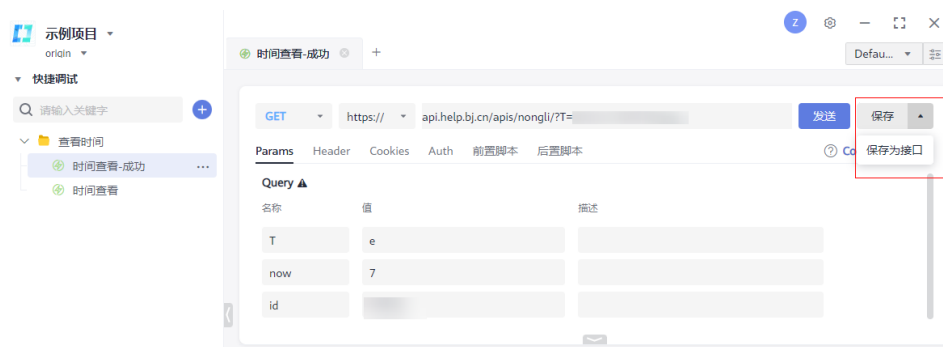 示例项目
origin
快捷调试
请输入关键字
查看时间
时间查看-成功
时间查看
Z
时间查看-成功
Defau...
GET https:// api.help.bj.cn/apis/nongli/?T= 发送 保存
保存为接口
Params Header Cookies Auth 前置脚本 后置脚本 Co
Query
名称 值 描述
T e
now 7
id